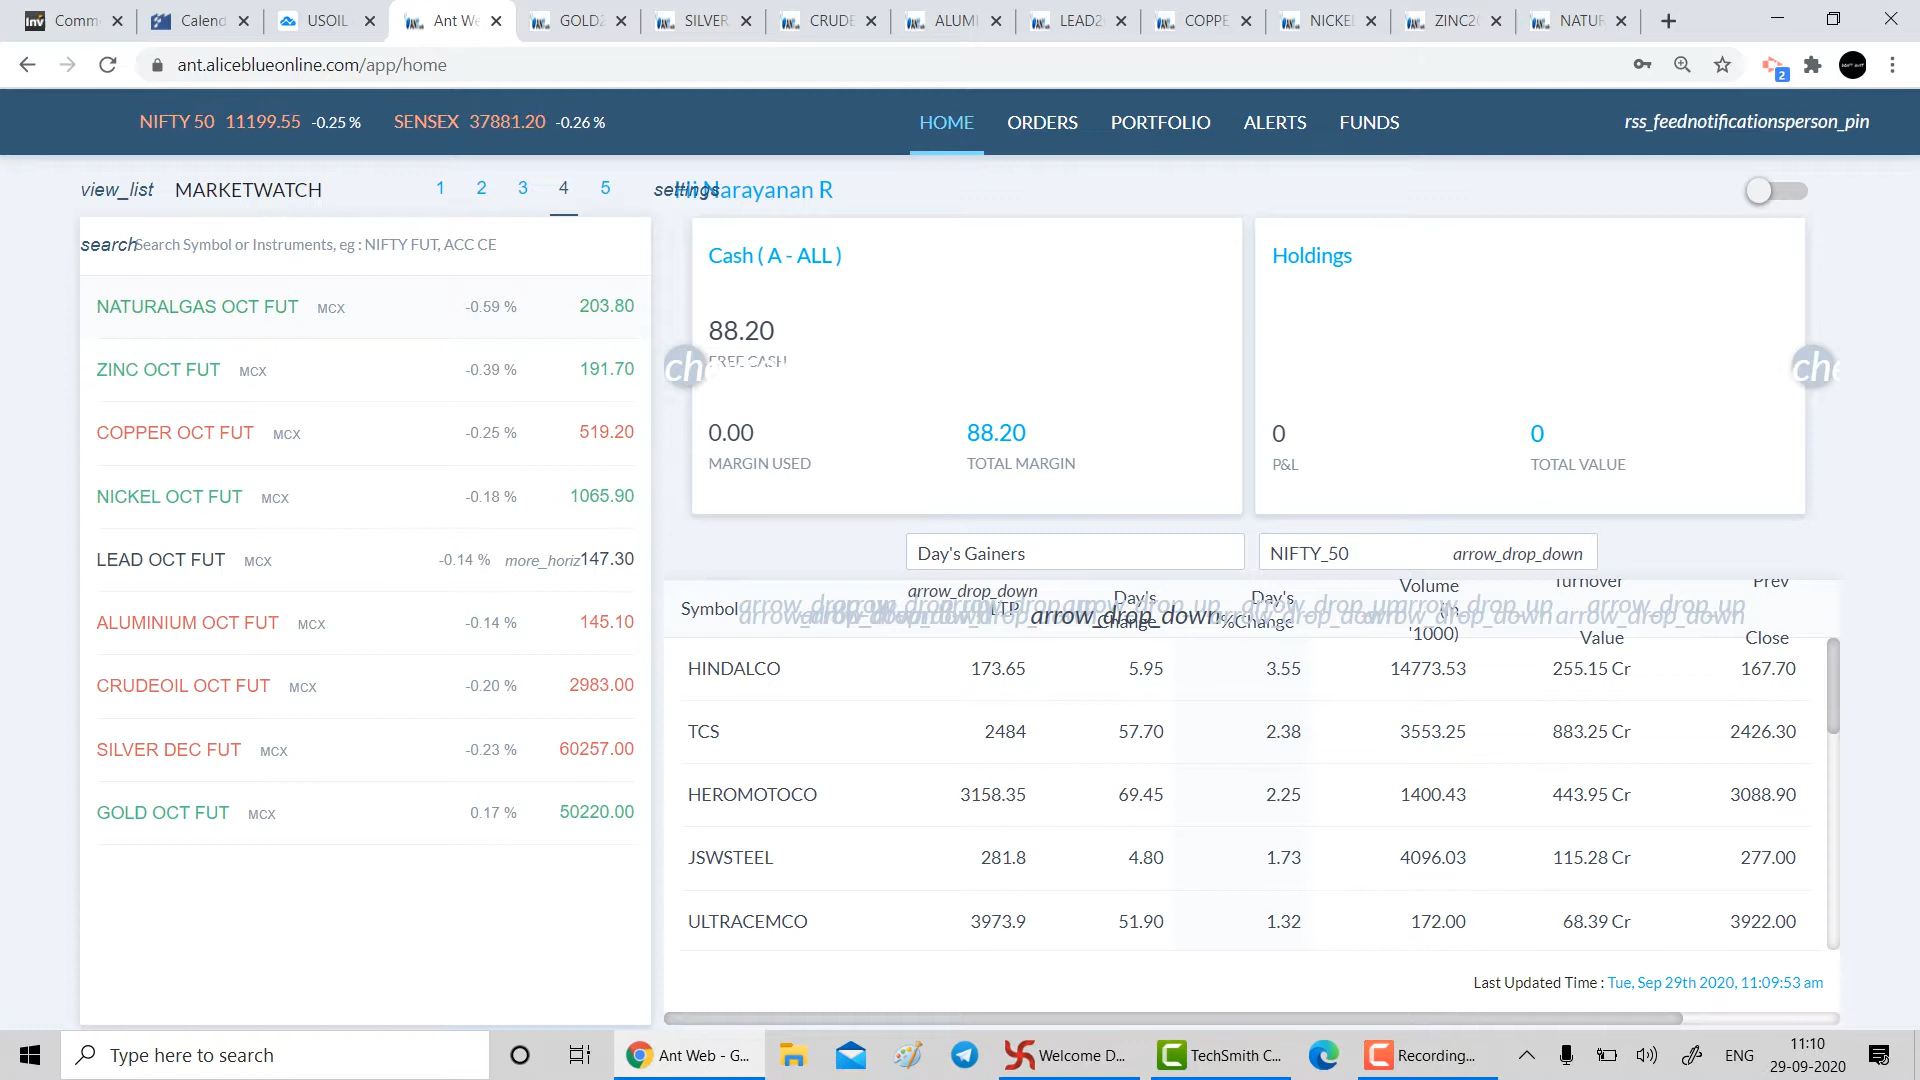 Comm
Calend
USOIL
Ant We
GOLD2
SILVER
CRUDE
ALUMI
LEAD2
COPPE
NICKEL
ZINC20
NATUR
ant.aliceblueonline.com/app/home
2
NIFTY 50 11199.55 -0.25 % SENSEX 37881.20 -0.26 %
HOME ORDERS PORTFOLIO ALERTS FUNDS
rss_feednotificationsperson_pin
view_list MARKETWATCH 1 2 3 4 5 settings
Hi Narayanan R
searchSearch Symbol or Instruments, eg : NIFTY FUT, ACC CE
NATURALGAS OCT FUT MCX -0.59 % 203.80
ZINC OCT FUT MCX -0.39 % 191.70
COPPER OCT FUT MCX -0.25 % 519.20
NICKEL OCT FUT MCX -0.18 % 1065.90
LEAD OCT FUT MCX -0.14 % more_horiz 147.30
ALUMINIUM OCT FUT MCX -0.14 % 145.10
CRUDEOIL OCT FUT MCX -0.20 % 2983.00
SILVER DEC FUT MCX -0.23 % 60257.00
GOLD OCT FUT MCX 0.17 % 50220.00
Cash ( A - ALL )
88.20
FREE CASH
che
0.00 88.20
MARGIN USED TOTAL MARGIN
Holdings
che
0 0
P&L TOTAL VALUE
Day's Gainers
arrow_drop_down
NIFTY_50 arrow_drop_down
Symbol LTP Day's Change Day's %Change Volume (In '1000) Turnover Value Prev Close
arrow_drop_up
arrow_drop_down
HINDALCO 173.65 5.95 3.55 14773.53 255.15 Cr 167.70
TCS 2484 57.70 2.38 3553.25 883.25 Cr 2426.30
HEROMOTOCO 3158.35 69.45 2.25 1400.43 443.95 Cr 3088.90
JSWSTEEL 281.8 4.80 1.73 4096.03 115.28 Cr 277.00
ULTRACEMCO 3973.9 51.90 1.32 172.00 68.39 Cr 3922.00
Last Updated Time : Tue, Sep 29th 2020, 11:09:53 am
Type here to search
Ant Web - G...
Welcome D...
TechSmith C...
Recording...
ENG
11:10
29-09-2020